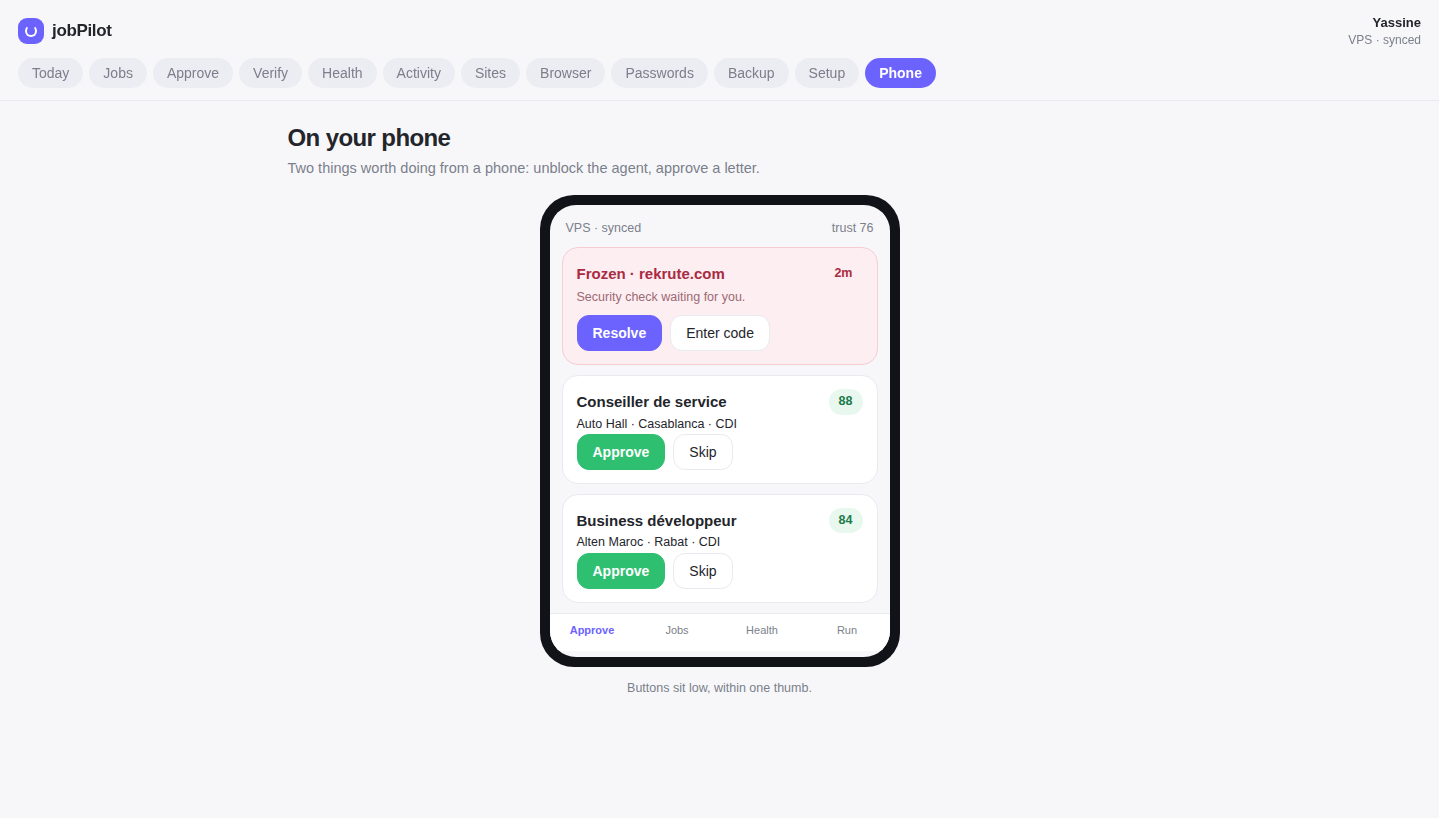 jobPilot
Yassine
VPS · synced
Today Jobs Approve Verify Health Activity Sites Browser Passwords Backup Setup Phone
On your phone
Two things worth doing from a phone: unblock the agent, approve a letter.
VPS · synced trust 76
Frozen · rekrute.com 2m
Security check waiting for you.
Resolve Enter code
Conseiller de service 88
Auto Hall · Casablanca · CDI
Approve Skip
Business développeur 84
Alten Maroc · Rabat · CDI
Approve Skip
Approve Jobs Health Run
Buttons sit low, within one thumb.